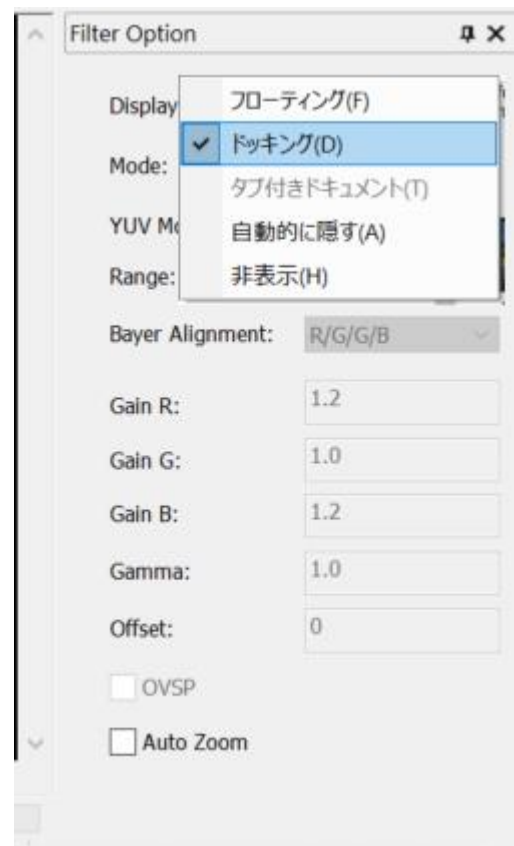 Filter Option
Display
フローティング(F)
ドッキング(D)
Mode:
タブ付きドキュメント(T)
YUV
自動的に隠す(A)
Range:
非表示(H)
Bayer Alignment: R/G/G/B
Gain R: 1.2
Gain G: 1.0
Gain B: 1.2
Gamma: 1.0
Offset: 0
OVSP
Auto Zoom